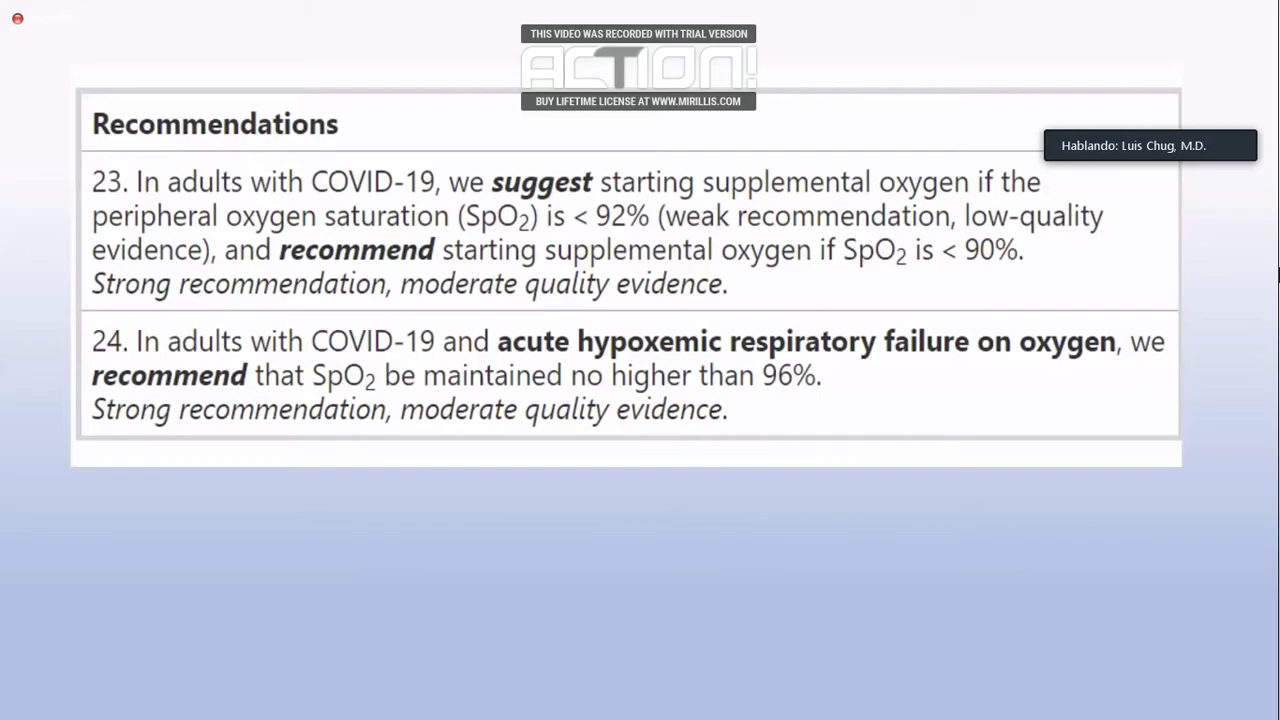 THIS VIDEO WAS RECORDED WITH TRIAL VERSION
ACTION!
BUY LIFETIME LICENSE AT WWW.MIRILLIS.COM
Recommendations
Hablando: Luis Chug, M.D.
23. In adults with COVID-19, we suggest starting supplemental oxygen if the
peripheral oxygen saturation (SpO₂) is < 92% (weak recommendation, low-quality
evidence), and recommend starting supplemental oxygen if SpO₂ is < 90%.
Strong recommendation, moderate quality evidence.
24. In adults with COVID-19 and acute hypoxemic respiratory failure on oxygen, we
recommend that SpO₂ be maintained no higher than 96%.
Strong recommendation, moderate quality evidence.